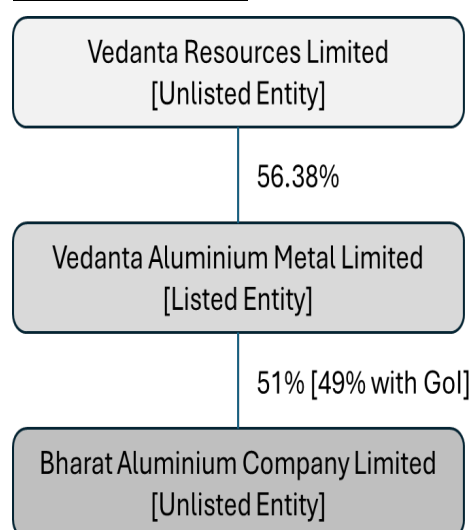 Vedanta Resources Limited
[Unlisted Entity]
56.38%
Vedanta Aluminium Metal Limited
[Listed Entity]
51% [49% with GoI]
Bharat Aluminium Company Limited
[Unlisted Entity]